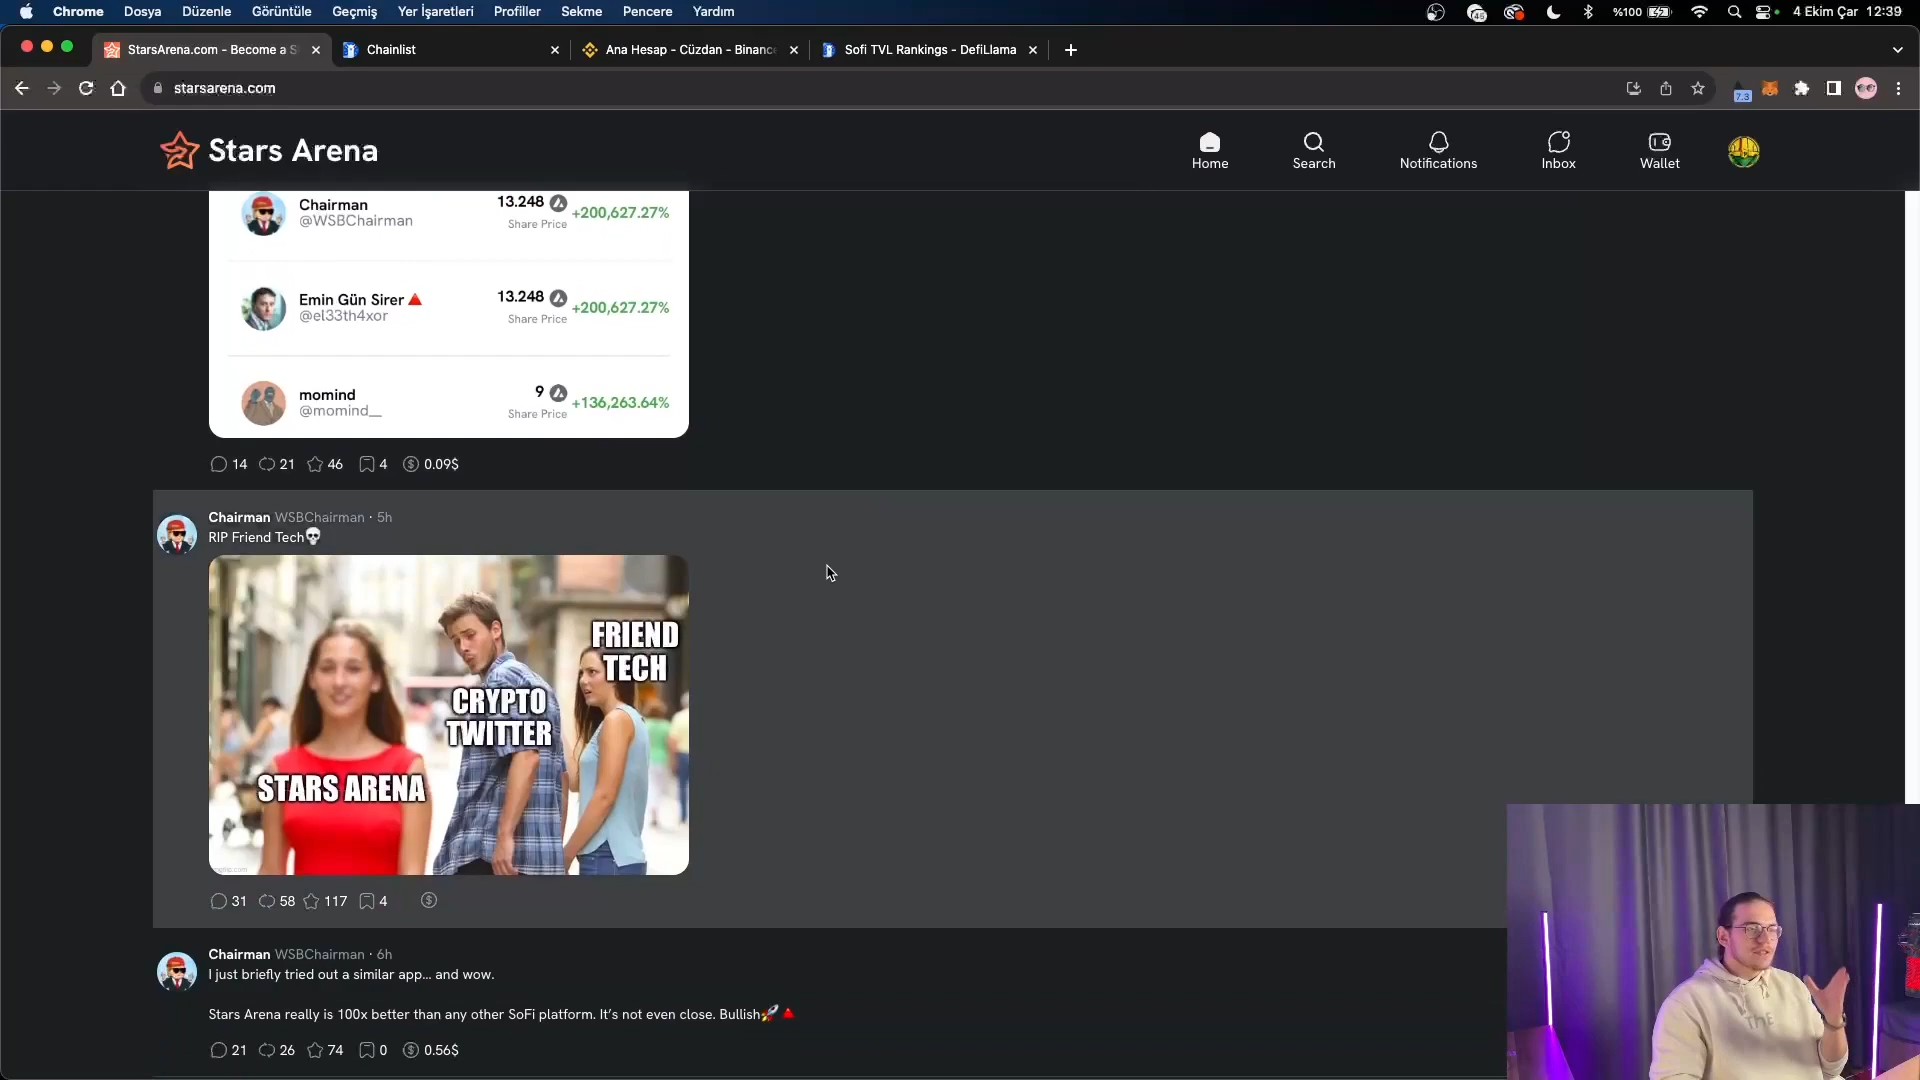 Chrome Dosya Düzenle Görüntüle Geçmiş Yer İşaretleri Profiller Sekme Pencere Yardım
46 %100 4 Ekim Çar 12:39
StarsArena.com - Become a S
Chainlist
Ana Hesap - Cüzdan - Binance
Sofi TVL Rankings - DefiLlama
starsarena.com
7.3
Stars Arena
Home
Search
Notifications
Inbox
Wallet
Chairman 13.248 +200,627.27%
@WSBChairman Share Price
Emin Gün Sirer🔺 13.248 +200,627.27%
@el33th4xor Share Price
momind 9 +136,263.64%
@momind__ Share Price
14 21 46 4 0.09$
Chairman WSBChairman · 5h
RIP Friend Tech💀
FRIEND
TECH
CRYPTO
TWITTER
STARS ARENA
31 58 117 4
Chairman WSBChairman · 6h
I just briefly tried out a similar app... and wow.
Stars Arena really is 100x better than any other SoFi platform. It’s not even close. Bullish🚀🔺
21 26 74 0 0.56$